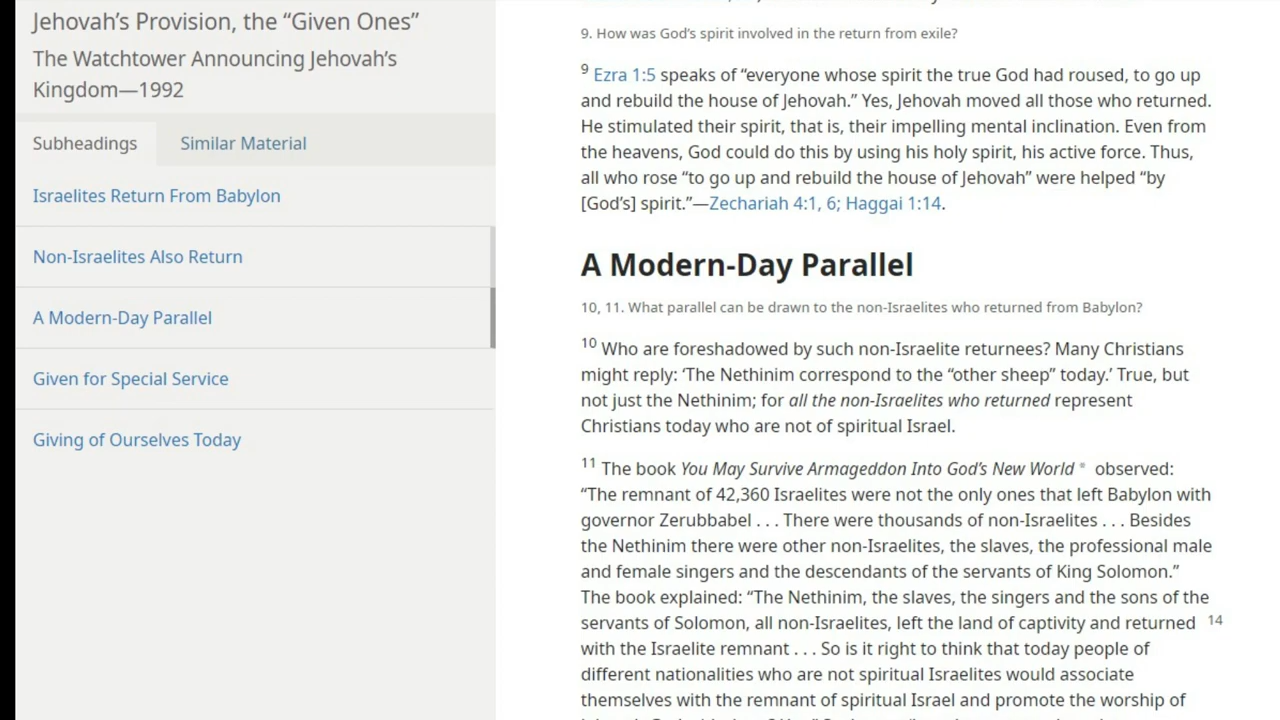 Jehovah’s Provision, the “Given Ones”
The Watchtower Announcing Jehovah’s
Kingdom—1992
Subheadings
Similar Material
Israelites Return From Babylon
Non-Israelites Also Return
A Modern-Day Parallel
Given for Special Service
Giving of Ourselves Today
9. How was God’s spirit involved in the return from exile?
9 Ezra 1:5 speaks of “everyone whose spirit the true God had roused, to go up
and rebuild the house of Jehovah.” Yes, Jehovah moved all those who returned.
He stimulated their spirit, that is, their impelling mental inclination. Even from
the heavens, God could do this by using his holy spirit, his active force. Thus,
all who rose “to go up and rebuild the house of Jehovah” were helped “by
[God’s] spirit.”—Zechariah 4:1, 6; Haggai 1:14.
A Modern-Day Parallel
10, 11. What parallel can be drawn to the non-Israelites who returned from Babylon?
10 Who are foreshadowed by such non-Israelite returnees? Many Christians
might reply: ‘The Nethinim correspond to the “other sheep” today.’ True, but
not just the Nethinim; for all the non-Israelites who returned represent
Christians today who are not of spiritual Israel.
11 The book You May Survive Armageddon Into God’s New World * observed:
“The remnant of 42,360 Israelites were not the only ones that left Babylon with
governor Zerubbabel . . . There were thousands of non-Israelites . . . Besides
the Nethinim there were other non-Israelites, the slaves, the professional male
and female singers and the descendants of the servants of King Solomon.”
The book explained: “The Nethinim, the slaves, the singers and the sons of the
servants of Solomon, all non-Israelites, left the land of captivity and returned 14
with the Israelite remnant . . . So is it right to think that today people of
different nationalities who are not spiritual Israelites would associate
themselves with the remnant of spiritual Israel and promote the worship of